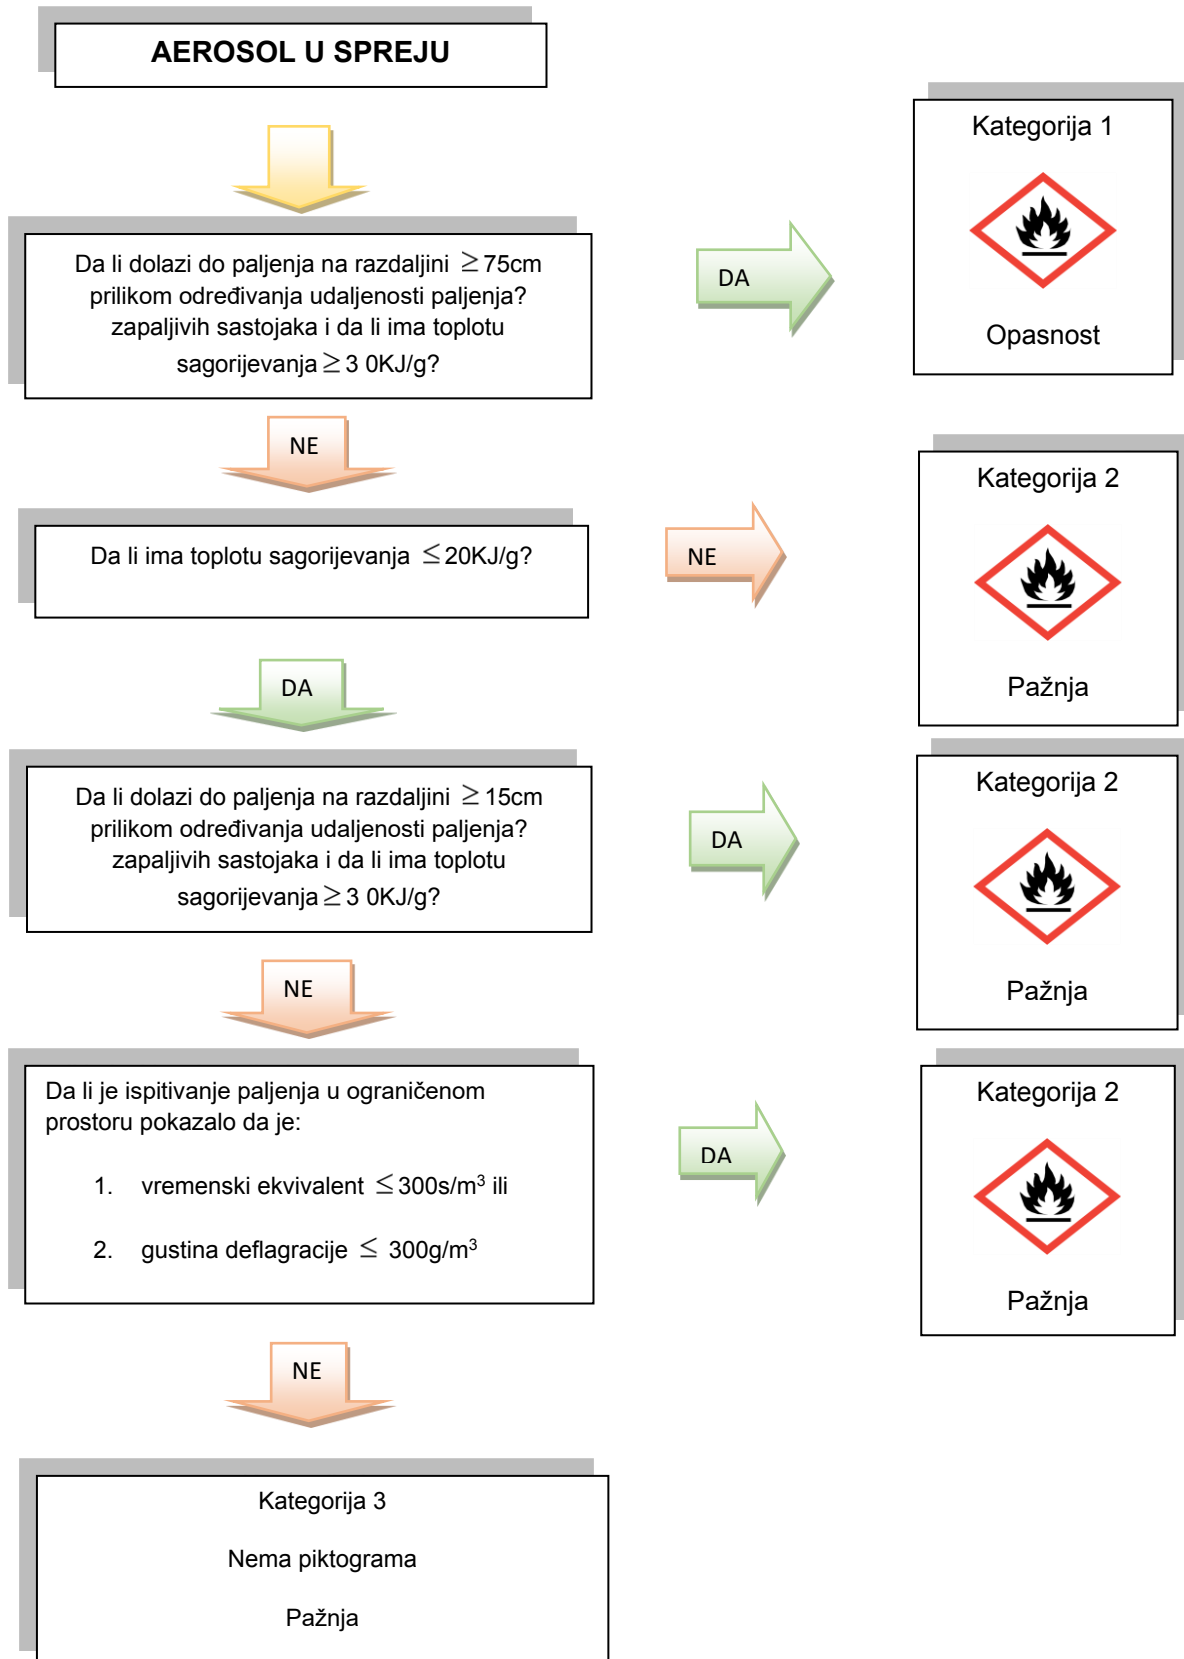 AEROSOL U SPREJU
Kategorija 1
Opasnost
Da li dolazi do paljenja na razdaljini ≥75cm
prilikom određivanja udaljenosti paljenja?
zapaljivih sastojaka i da li ima toplotu
sagorijevanja ≥ 3 0KJ/g?
DA
NE
Da li ima toplotu sagorijevanja ≤20KJ/g?
NE
Kategorija 2
Pažnja
DA
Da li dolazi do paljenja na razdaljini ≥15cm
prilikom određivanja udaljenosti paljenja?
zapaljivih sastojaka i da li ima toplotu
sagorijevanja ≥ 3 0KJ/g?
DA
Kategorija 2
Pažnja
NE
Da li je ispitivanje paljenja u ograničenom
prostoru pokazalo da je:
1. vremenski ekvivalent ≤300s/m³ ili
2. gustina deflagracije ≤ 300g/m³
DA
Kategorija 2
Pažnja
NE
Kategorija 3
Nema piktograma
Pažnja